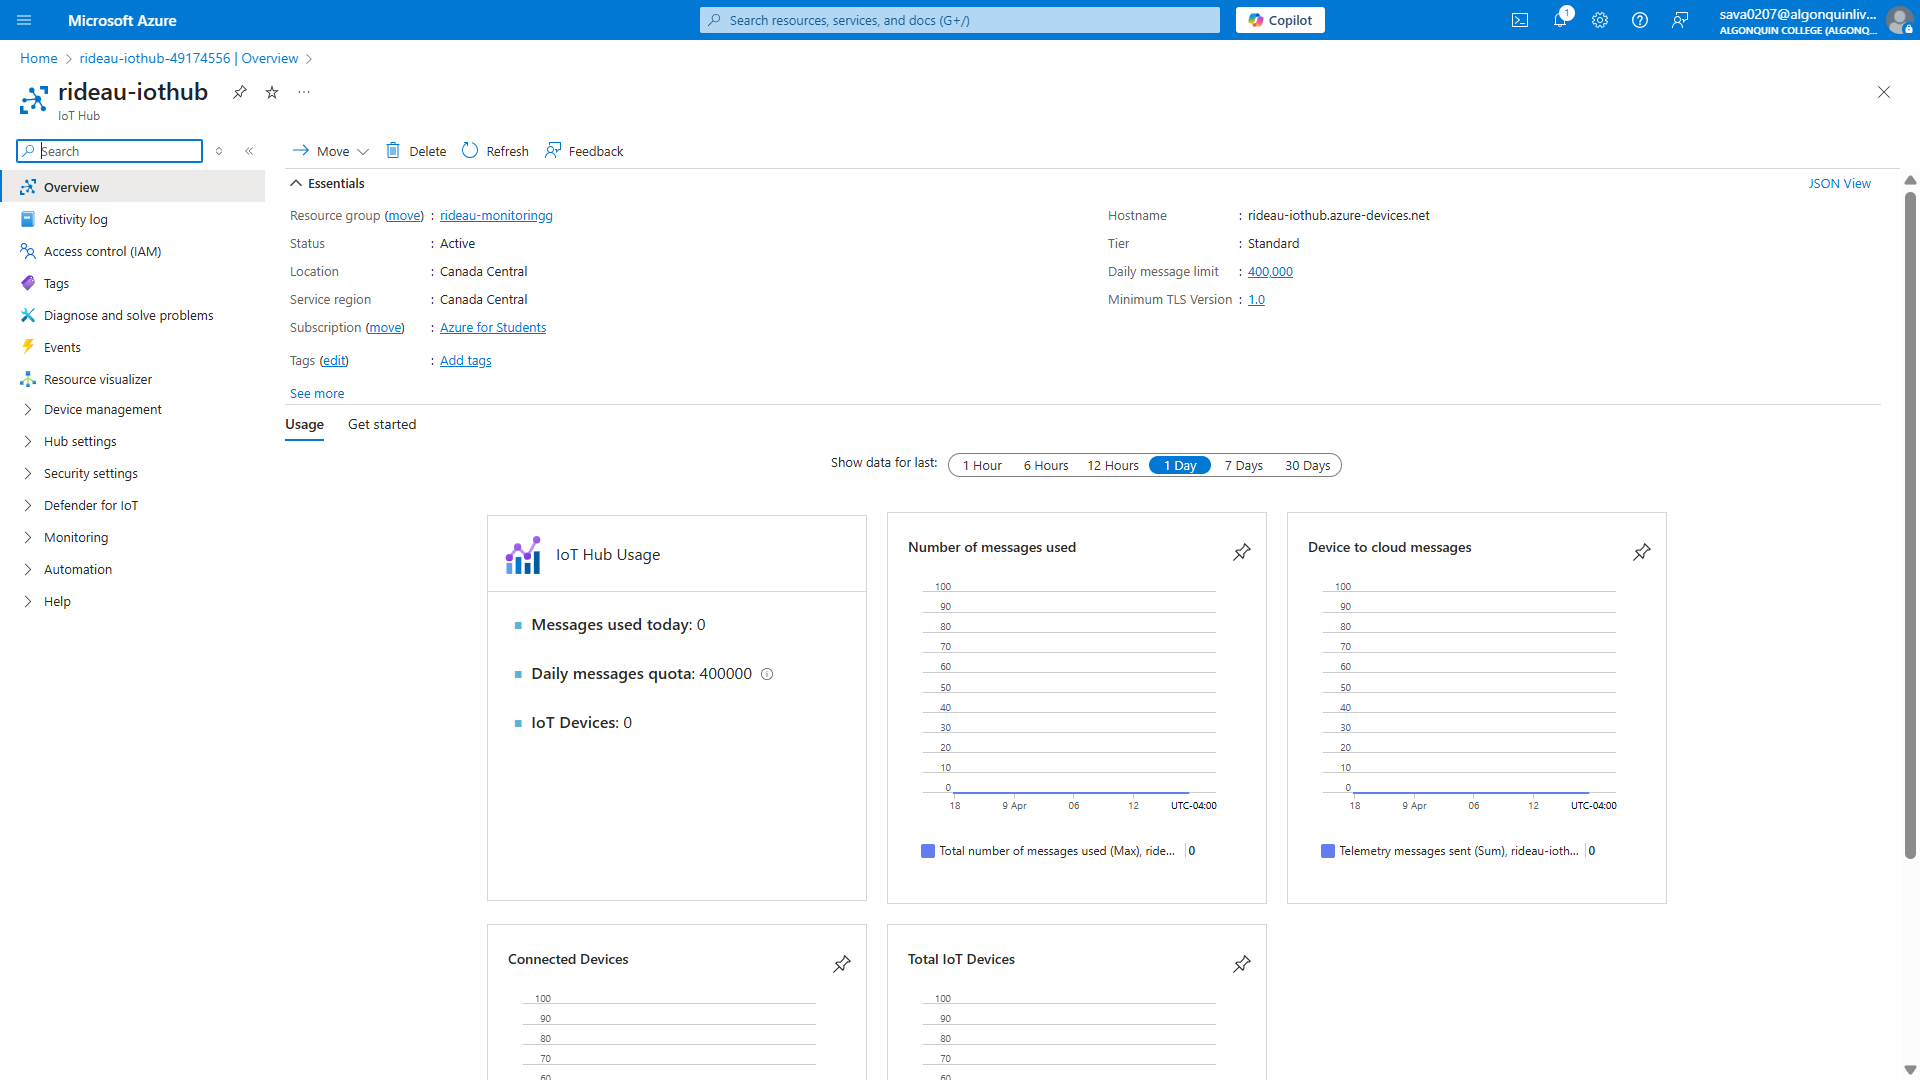 Microsoft Azure
Search resources, services, and docs (G+/)
Copilot
1
sava0207@algonquinliv...
ALGONQUIN COLLEGE (ALGONQ...
Home
rideau-iothub-49174556 | Overview
rideau-iothub
IoT Hub
Search
Move
Delete
Refresh
Feedback
Overview
Activity log
Access control (IAM)
Tags
Diagnose and solve problems
Events
Resource visualizer
Device management
Hub settings
Security settings
Defender for IoT
Monitoring
Automation
Help
Essentials
JSON View
Resource group (move) : rideau-monitoringg
Status : Active
Location : Canada Central
Service region : Canada Central
Subscription (move) : Azure for Students
Tags (edit) : Add tags
See more
Hostname : rideau-iothub.azure-devices.net
Tier : Standard
Daily message limit : 400,000
Minimum TLS Version : 1.0
Usage
Get started
Show data for last:
1 Hour
6 Hours
12 Hours
1 Day
7 Days
30 Days
IoT Hub Usage
Messages used today: 0
Daily messages quota: 400000
IoT Devices: 0
Number of messages used
100
90
80
70
60
50
40
30
20
10
0
18
9 Apr
06
12
UTC-04:00
Total number of messages used (Max), ride... 0
Device to cloud messages
100
90
80
70
60
50
40
30
20
10
0
18
9 Apr
06
12
UTC-04:00
Telemetry messages sent (Sum), rideau-ioth... 0
Connected Devices
100
90
80
70
60
Total IoT Devices
100
90
80
70
60